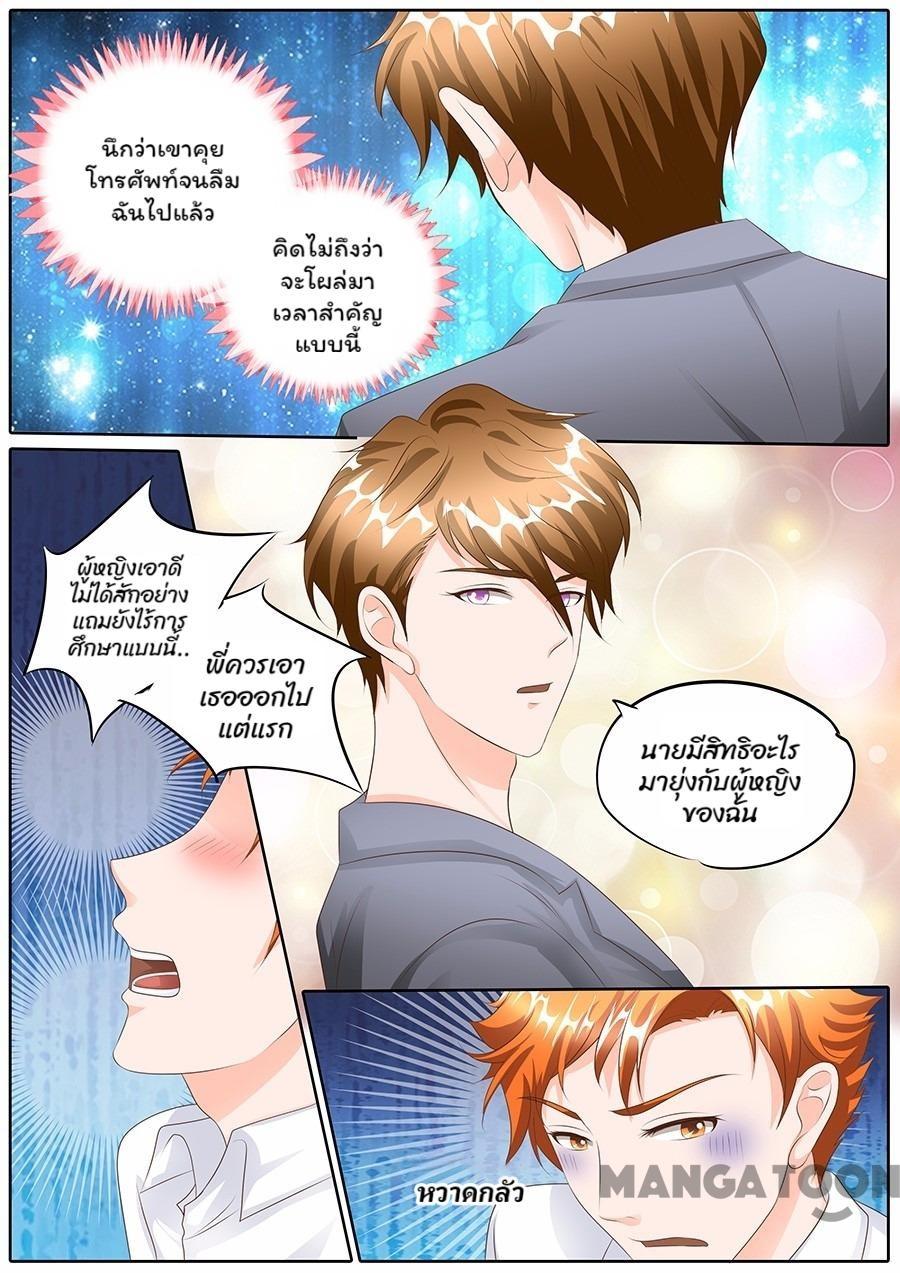 นึกว่าเขาคุย
โทรศัพท์จนลืม
ฉันไปแล้ว
คิดไม่ถึงว่า
จะโผล่มา
เวลาสำคัญ
แบบนี้
ผู้หญิงเอาดี
ไม่ได้สักอย่าง
แถมยังไร้การ
ศึกษาแบบนี้..
พี่ควรเอา
เธอออกไป
แต่แรก
นายมีสิทธิอะไร
มายุ่งกับผู้หญิง
ของฉัน
หวาดกลัว
MANGATOON